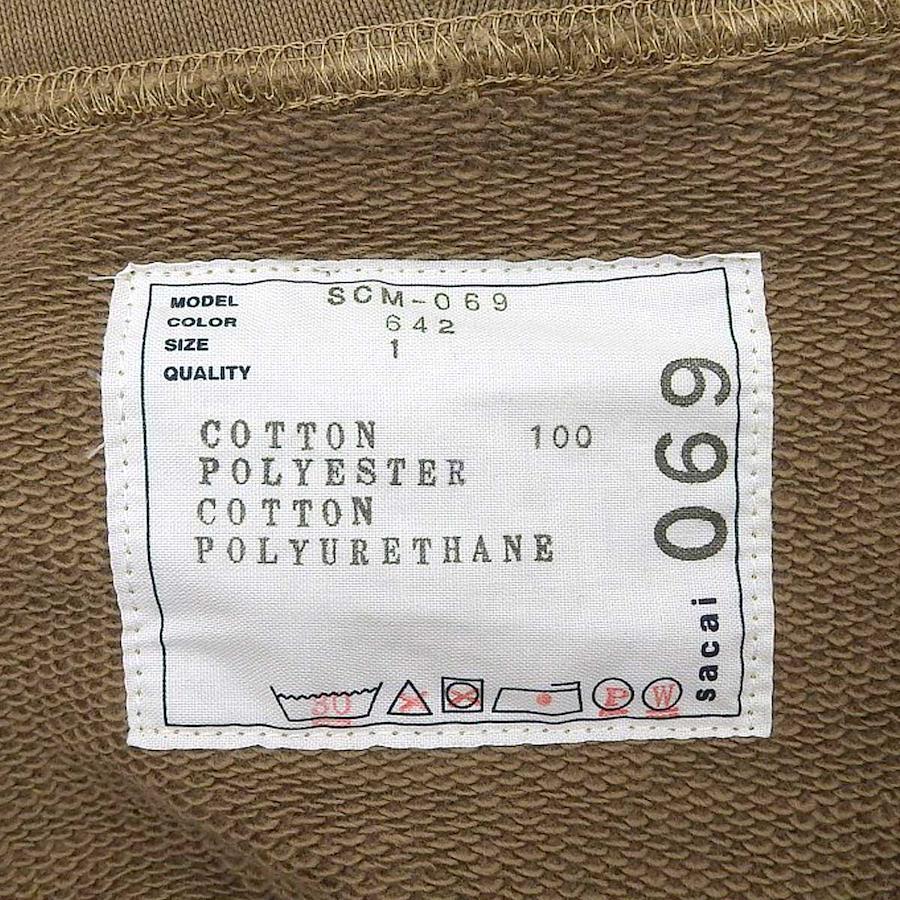 MODEL SCM-069
COLOR 642
SIZE 1
QUALITY
COTTON 100
POLYESTER
COTTON
POLYURETHANE
30
P
W
069
sacai